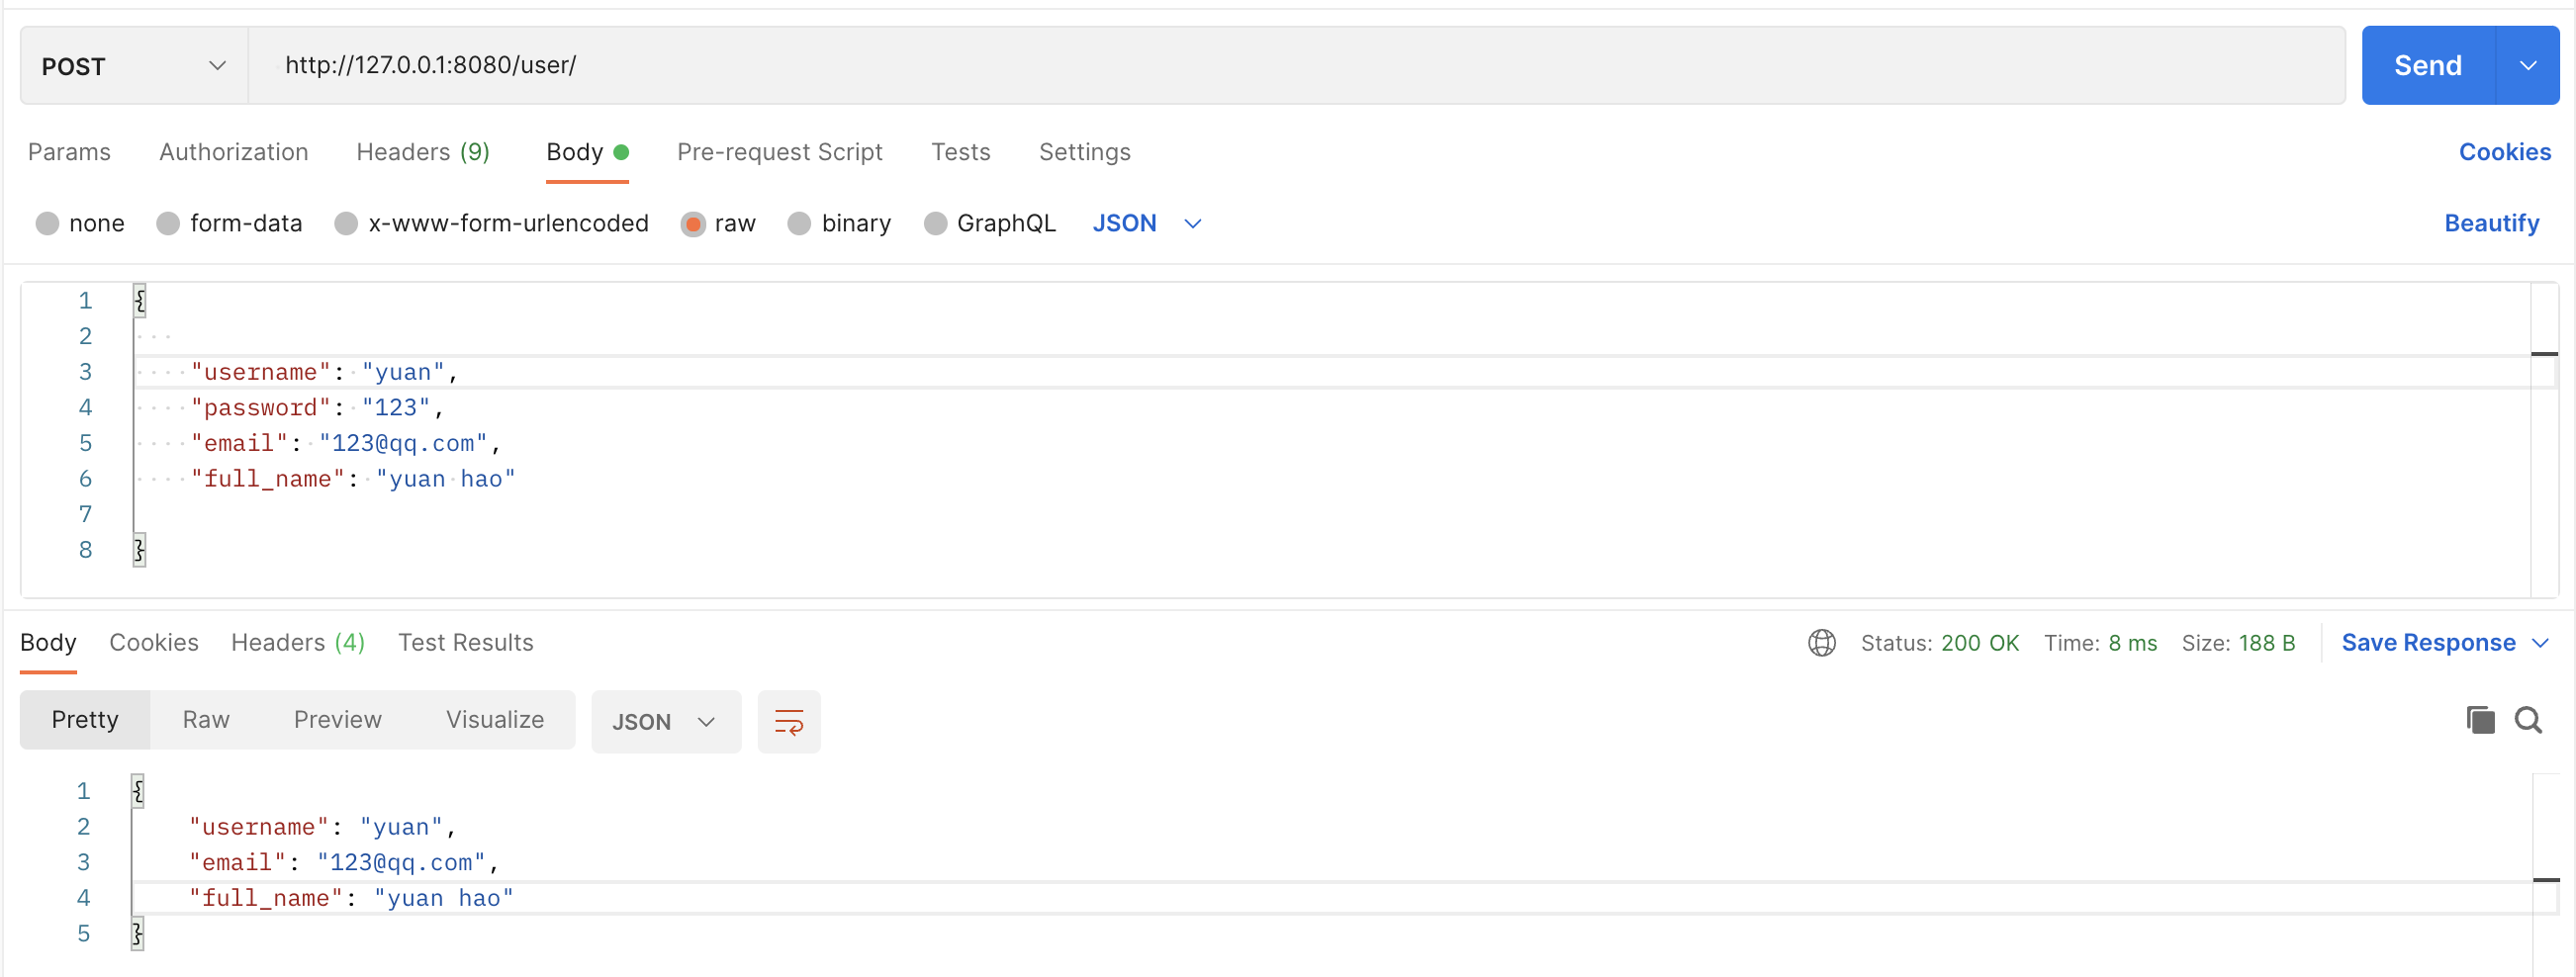 POST http://127.0.0.1:8080/user/ Send
Params Authorization Headers (9) Body Pre-request Script Tests Settings Cookies
none form-data x-www-form-urlencoded raw binary GraphQL JSON Beautify
1 {
2
3 "username": "yuan",
4 "password": "123",
5 "email": "123@qq.com",
6 "full_name": "yuan hao"
7
8 }
Body Cookies Headers (4) Test Results Status: 200 OK Time: 8 ms Size: 188 B Save Response
Pretty Raw Preview Visualize JSON
1 {
2 "username": "yuan",
3 "email": "123@qq.com",
4 "full_name": "yuan hao"
5 }